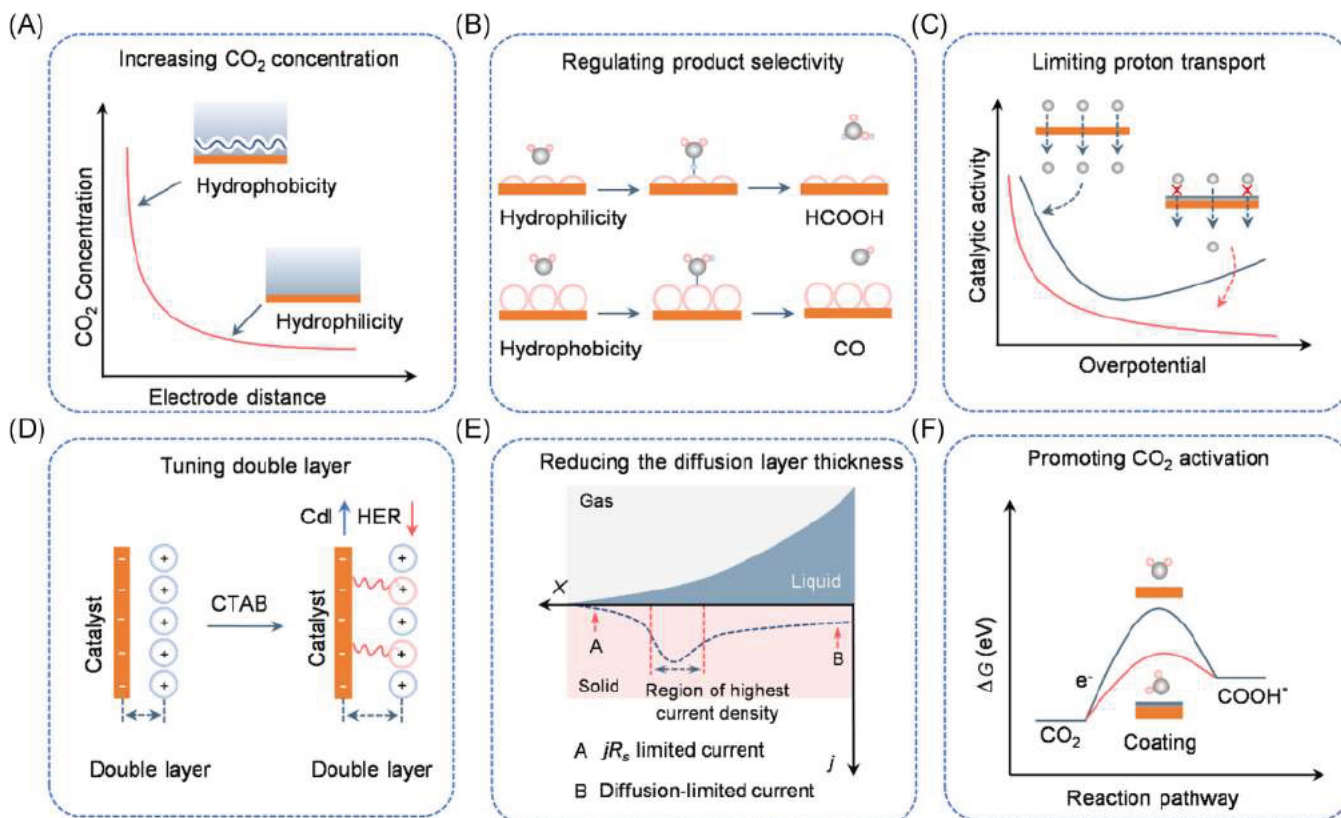 (A)
Increasing CO₂ concentration
CO₂ Concentration
Hydrophobicity
Hydrophilicity
Electrode distance
(B)
Regulating product selectivity
Hydrophilicity
HCOOH
Hydrophobicity
CO
(C)
Limiting proton transport
Catalytic activity
Overpotential
(D)
Tuning double layer
Cdl
HER
Catalyst
CTAB
Catalyst
Double layer
Double layer
(E)
Reducing the diffusion layer thickness
Gas
Liquid
X
A
B
Solid
Region of highest
current density
j
A jRₛ limited current
B Diffusion-limited current
(F)
Promoting CO₂ activation
ΔG (eV)
e⁻
COOH*
CO₂
Coating
Reaction pathway